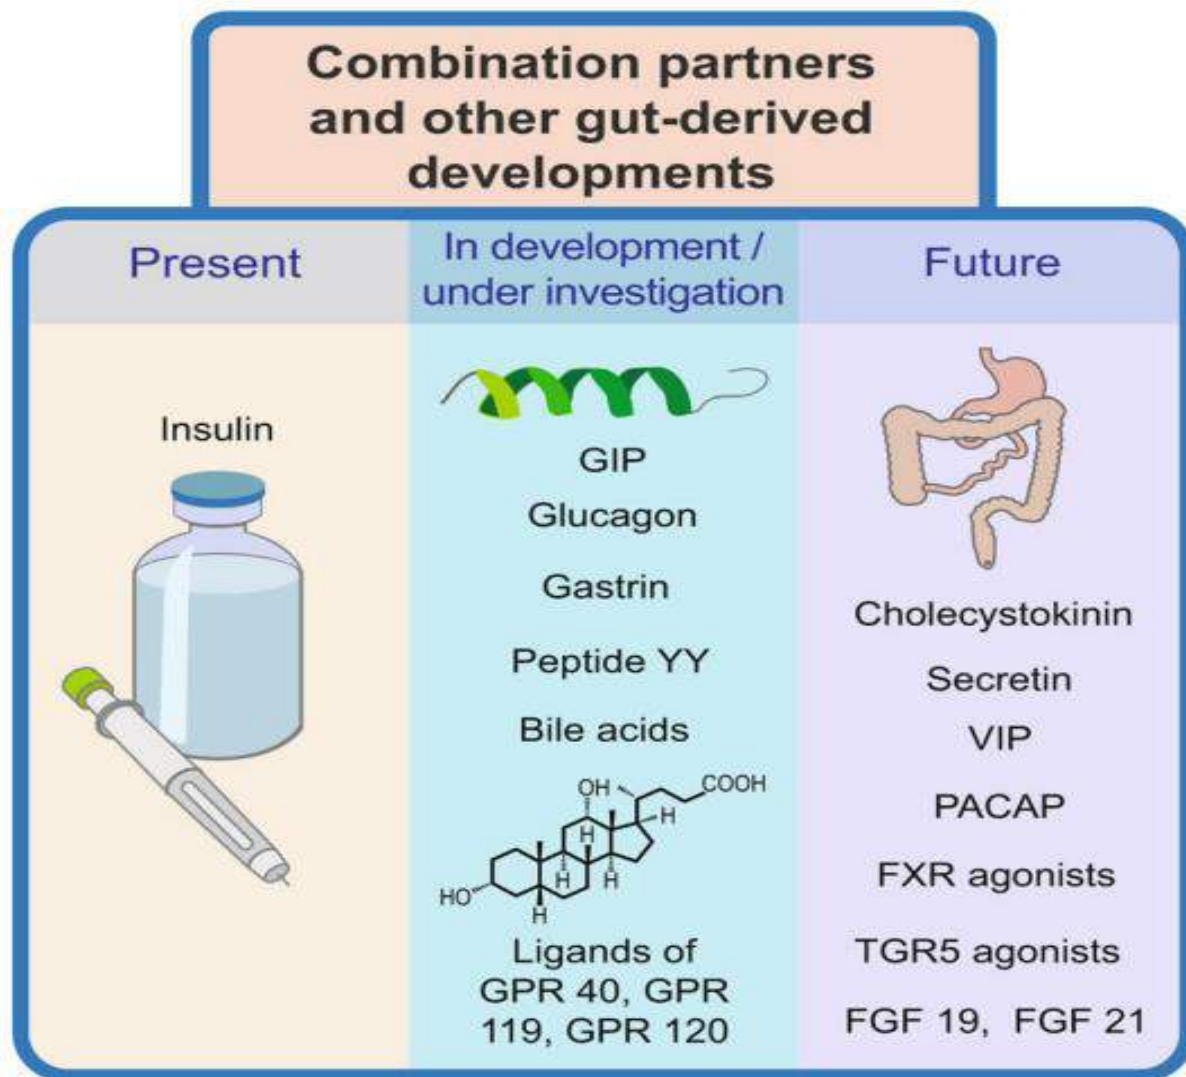 Combination partners
and other gut-derived
developments
Present
In development /
under investigation
Future
Insulin
GIP
Glucagon
Gastrin
Peptide YY
Bile acids
OH
COOH
H
H
H
H
HO
H
Ligands of
GPR 40, GPR
119, GPR 120
Cholecystokinin
Secretin
VIP
PACAP
FXR agonists
TGR5 agonists
FGF 19, FGF 21